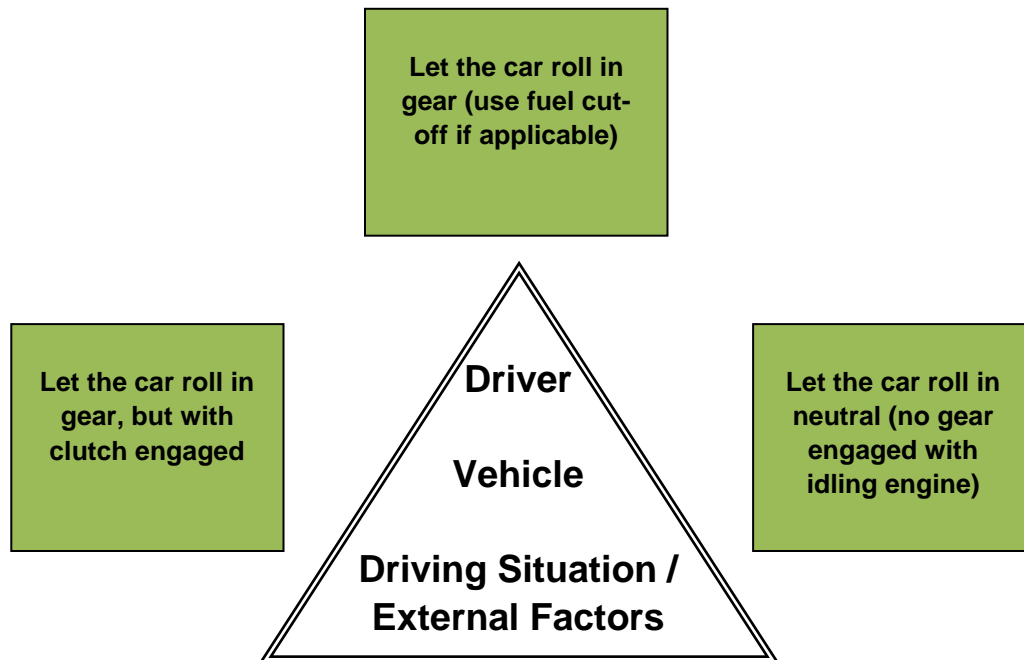 Let the car roll in
gear (use fuel cut-
off if applicable)
Let the car roll in
gear, but with
clutch engaged
Driver
Vehicle
Driving Situation /
External Factors
Let the car roll in
neutral (no gear
engaged with
idling engine)